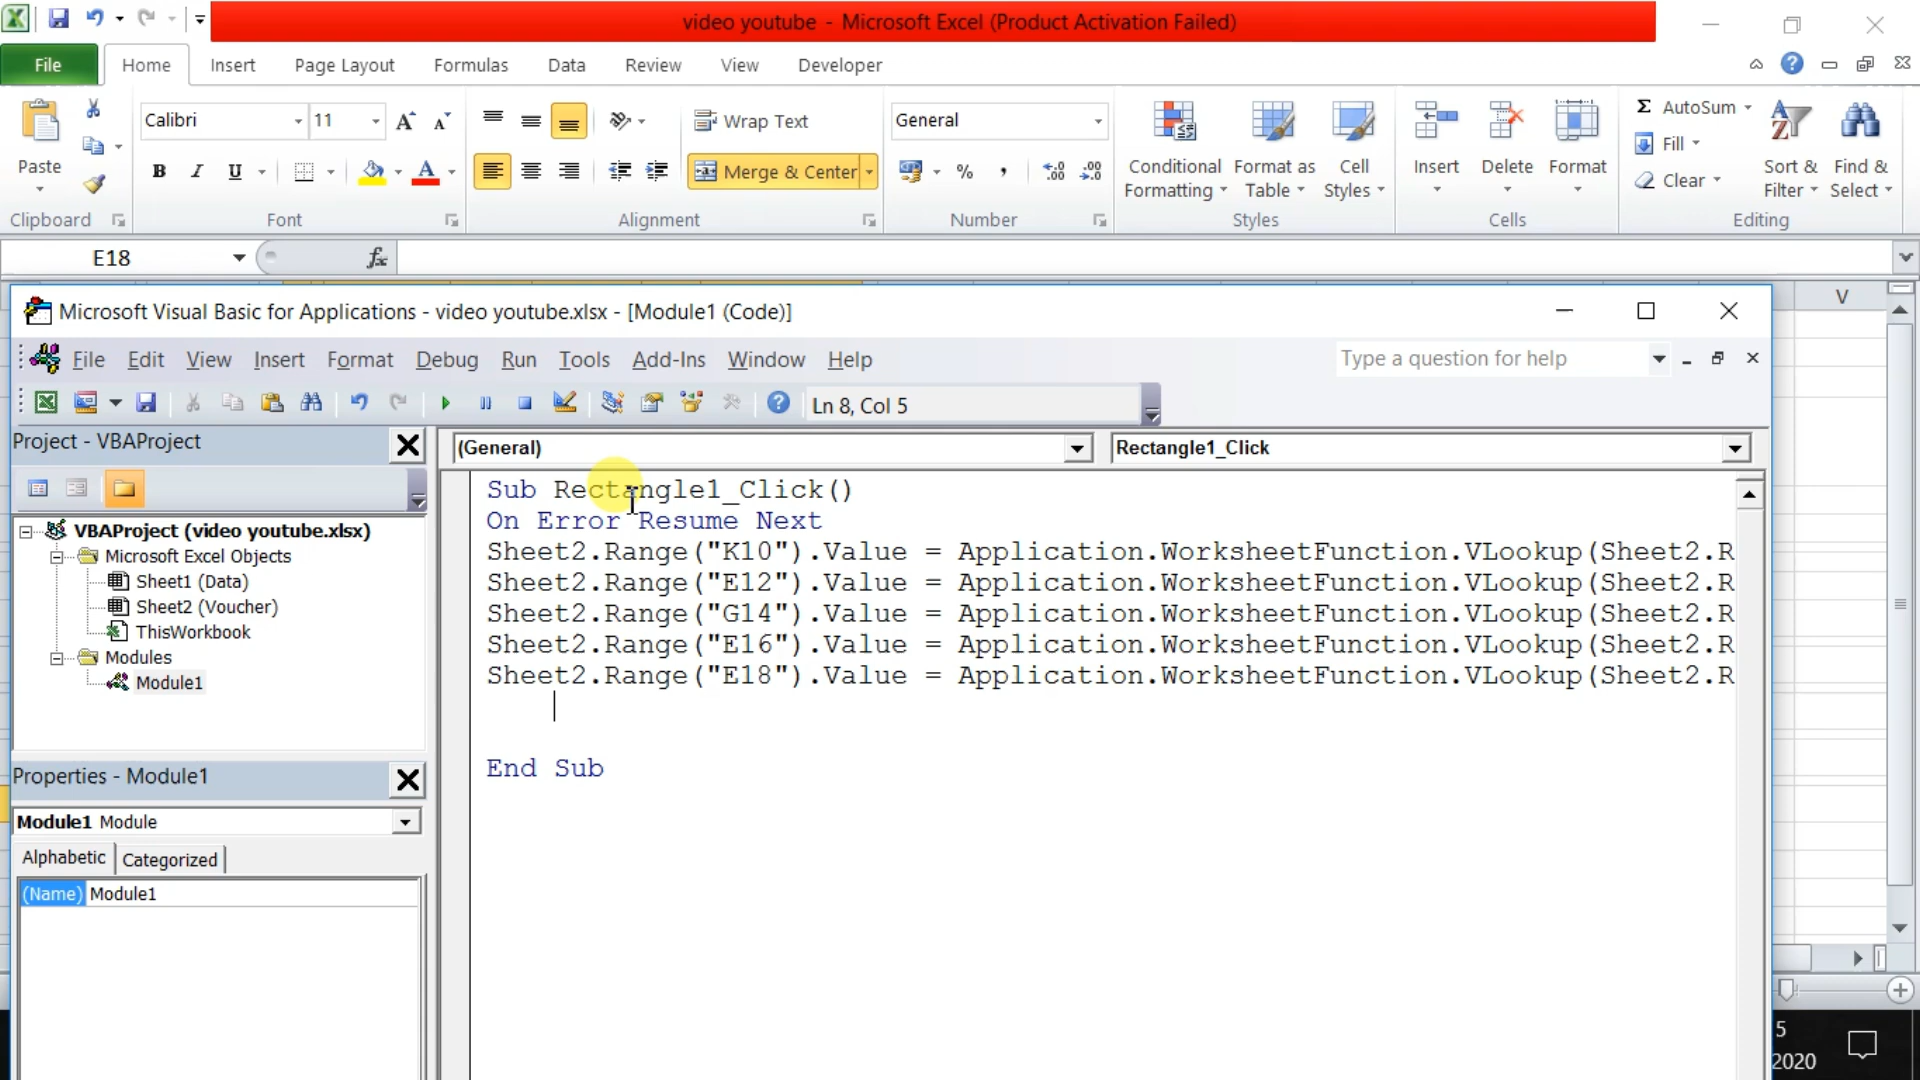 video youtube - Microsoft Excel (Product Activation Failed)
File Home Insert Page Layout Formulas Data Review View Developer
Calibri 11 Wrap Text General AutoSum
Fill
Paste Merge & Center Conditional Formatting Format as Table Cell Styles Insert Delete Format Clear Sort & Filter Find & Select
Clipboard Font Alignment Number Styles Cells Editing
E18 fx
V
Microsoft Visual Basic for Applications - video youtube.xlsx - [Module1 (Code)]
File Edit View Insert Format Debug Run Tools Add-Ins Window Help Type a question for help
Ln 8, Col 5
Project - VBAProject
(General) Rectangle1_Click
Sub Rectangle1_Click()
On Error Resume Next
Sheet2.Range("K10").Value = Application.WorksheetFunction.VLookup(Sheet2.R
Sheet2.Range("E12").Value = Application.WorksheetFunction.VLookup(Sheet2.R
Sheet2.Range("G14").Value = Application.WorksheetFunction.VLookup(Sheet2.R
Sheet2.Range("E16").Value = Application.WorksheetFunction.VLookup(Sheet2.R
Sheet2.Range("E18").Value = Application.WorksheetFunction.VLookup(Sheet2.R
End Sub
VBAProject (video youtube.xlsx)
Microsoft Excel Objects
Sheet1 (Data)
Sheet2 (Voucher)
ThisWorkbook
Modules
Module1
Properties - Module1
Module1 Module
Alphabetic Categorized
(Name) Module1
5
2020